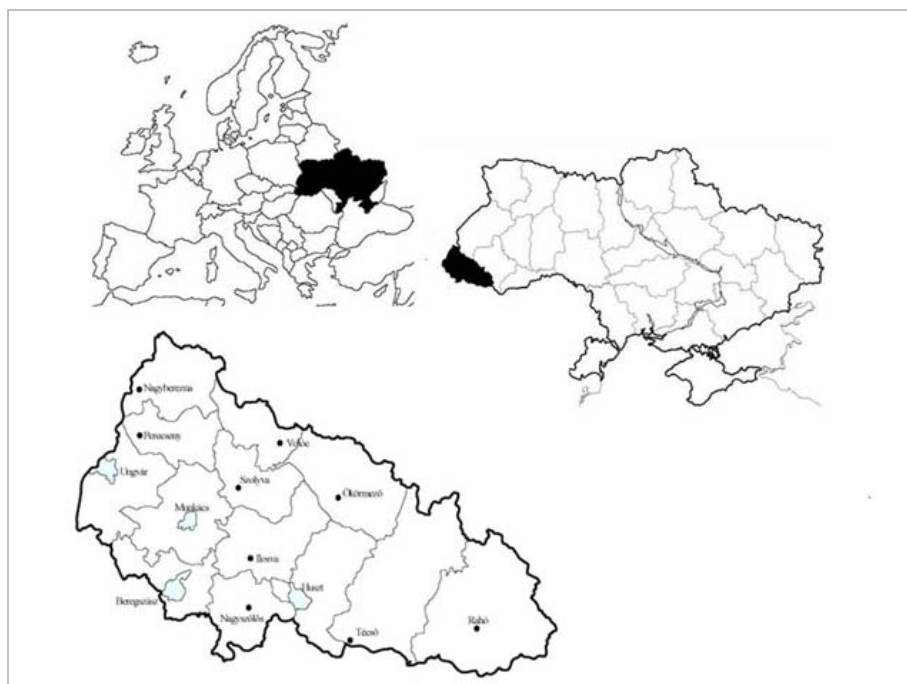 Nagyberezna
Perecseny
Volóc
Ungvár
Szolyva
Ökörmező
Munkács
Ilosva
Huszt
Beregszász
Nagyszőlős
Técső
Rahó